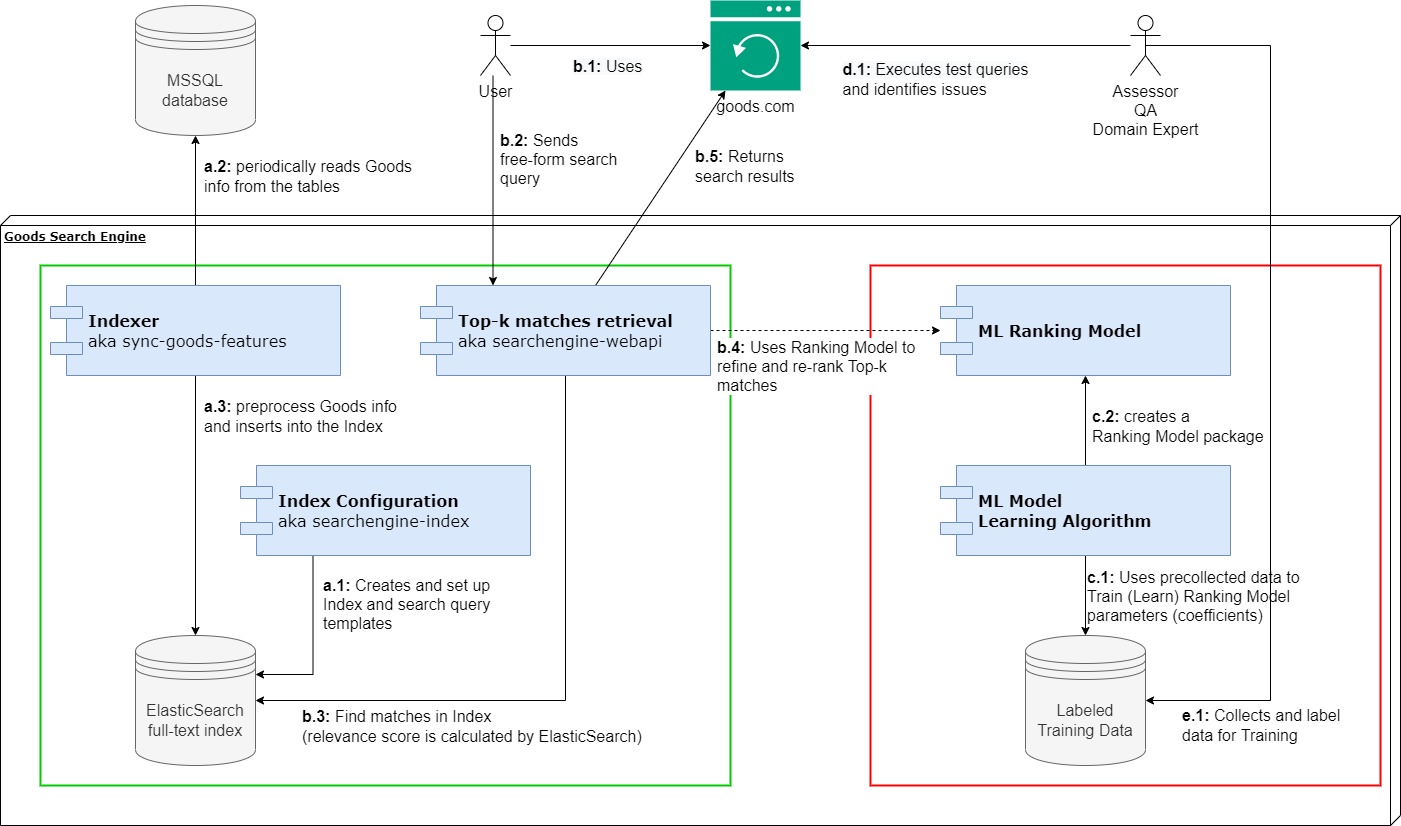 MSSQL
database
User
b.1: Uses
goods.com
d.1: Executes test queries
and identifies issues
Assessor
QA
Domain Expert
a.2: periodically reads Goods
info from the tables
b.2: Sends
free-form search
query
b.5: Returns
search results
Goods Search Engine
Indexer
aka sync-goods-features
Top-k matches retrieval
aka searchengine-webapi
b.4: Uses Ranking Model to
refine and re-rank Top-k
matches
ML Ranking Model
a.3: preprocess Goods info
and inserts into the Index
c.2: creates a
Ranking Model package
Index Configuration
aka searchengine-index
ML Model
Learning Algorithm
a.1: Creates and set up
Index and search query
templates
c.1: Uses precollected data to
Train (Learn) Ranking Model
parameters (coefficients)
ElasticSearch
full-text index
b.3: Find matches in Index
(relevance score is calculated by ElasticSearch)
Labeled
Training Data
e.1: Collects and label
data for Training